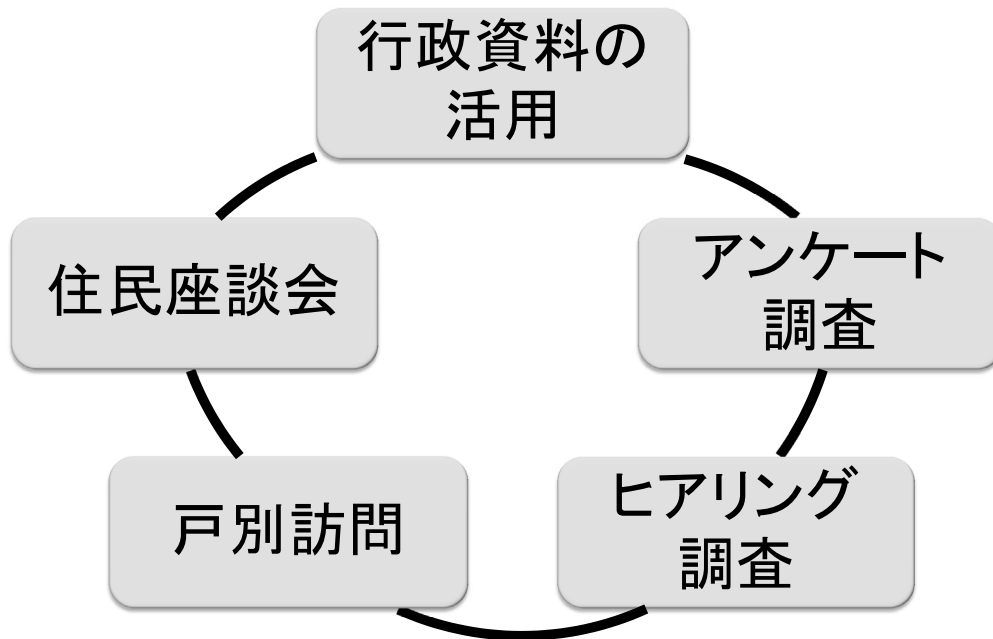 行政資料の
活用
住民座談会
アンケート
調査
戸別訪問
ヒアリング
調査